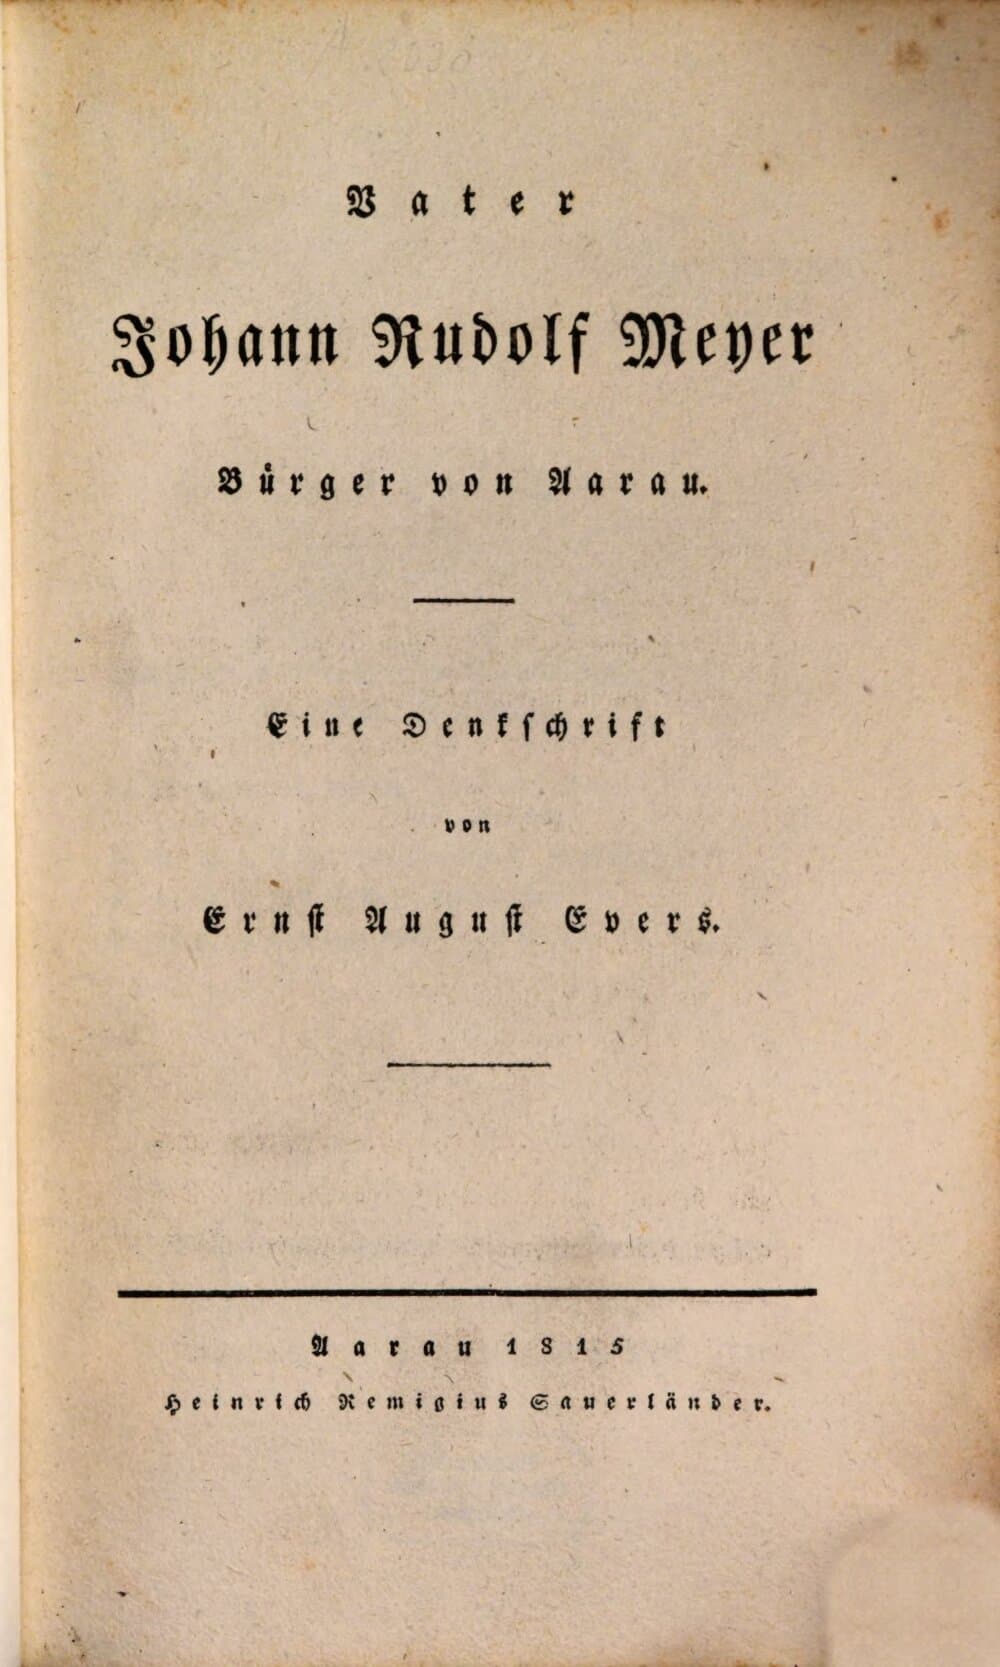 Vater
Johann Rudolf Meyer
Bürger von Aarau.
Eine Denkschrift
von
Ernst August Evers.
Aarau 1815
Heinrich Remigius Sauerländer.